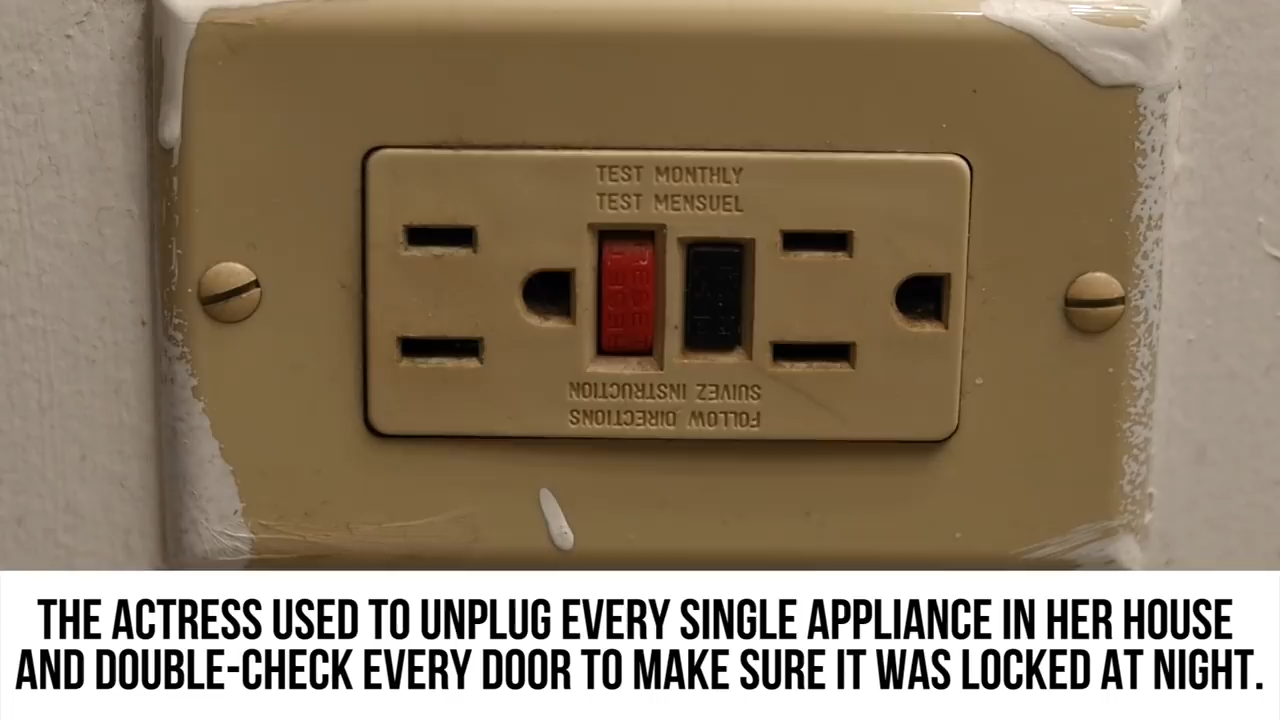 TEST MONTHLY
TEST MENSUEL
RESET
SUIVEZ INSTRUCTION
FOLLOW DIRECTIONS
THE ACTRESS USED TO UNPLUG EVERY SINGLE APPLIANCE IN HER HOUSE
AND DOUBLE-CHECK EVERY DOOR TO MAKE SURE IT WAS LOCKED AT NIGHT.